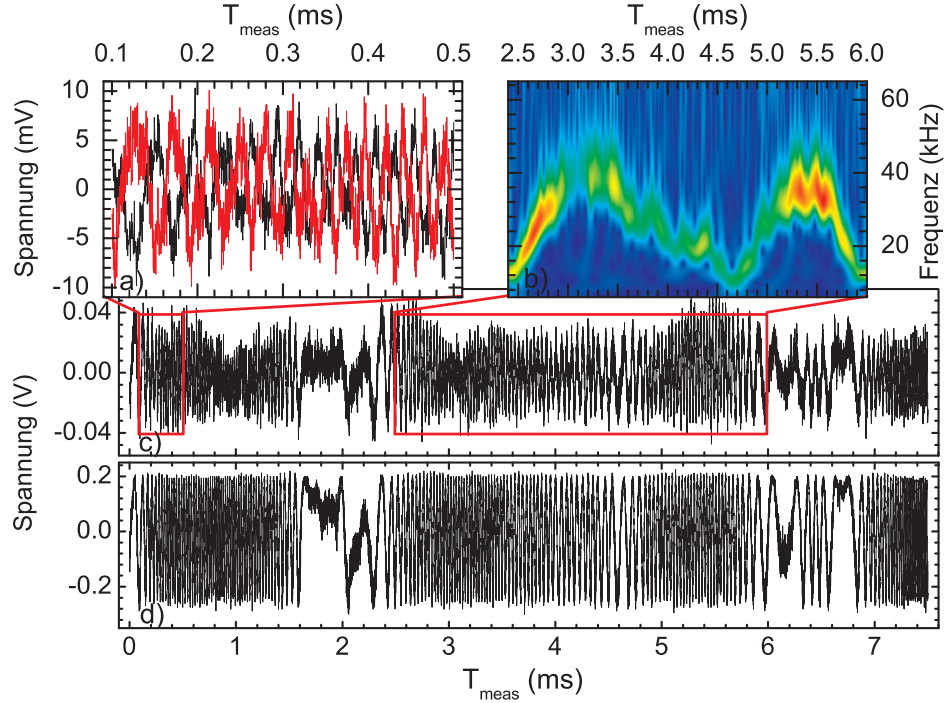 T_meas (ms)
T_meas (ms)
0.1 0.2 0.3 0.4 0.5
2.5 3.0 3.5 4.0 4.5 5.0 5.5 6.0
Spannung (mV)
10
5
0
-5
-10
a)
b)
60
40
20
Frequenz (kHz)
Spannung (V)
0.04
0.00
-0.04
c)
0.2
0.0
-0.2
d)
0 1 2 3 4 5 6 7
T_meas (ms)